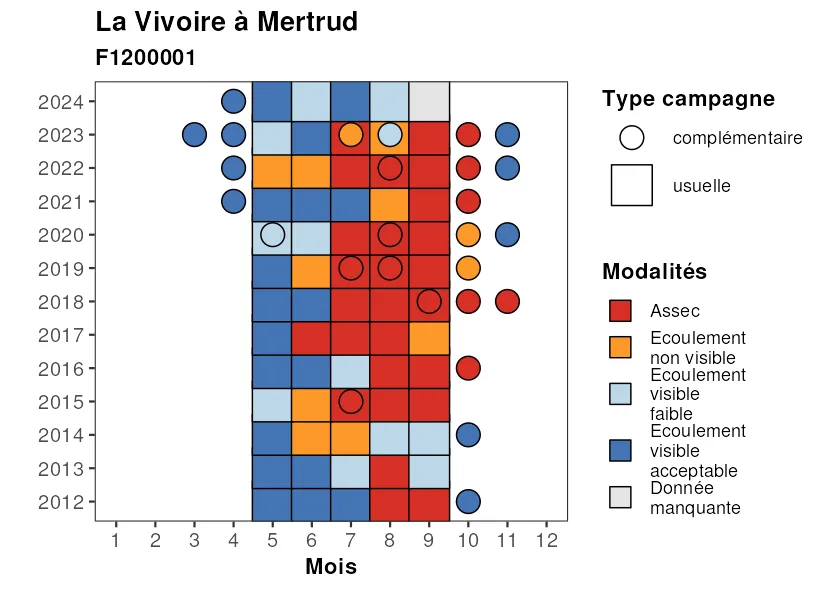 La Vivoire à Mertrud
F1200001
2024
2023
2022
2021
2020
2019
2018
2017
2016
2015
2014
2013
2012
1 2 3 4 5 6 7 8 9 10 11 12
Mois
Type campagne
complémentaire
usuelle
Modalités
Assec
Ecoulement
non visible
Ecoulement
visible
faible
Ecoulement
visible
acceptable
Donnée
manquante